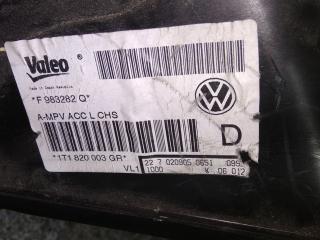 Valeo
Made in Czech Republic
*F 983282 Q*
A-MPV ACC L CHS
D
*1T1 820 003 GR*
VL1
22 7 020905 0651 095
1000 K 06 012